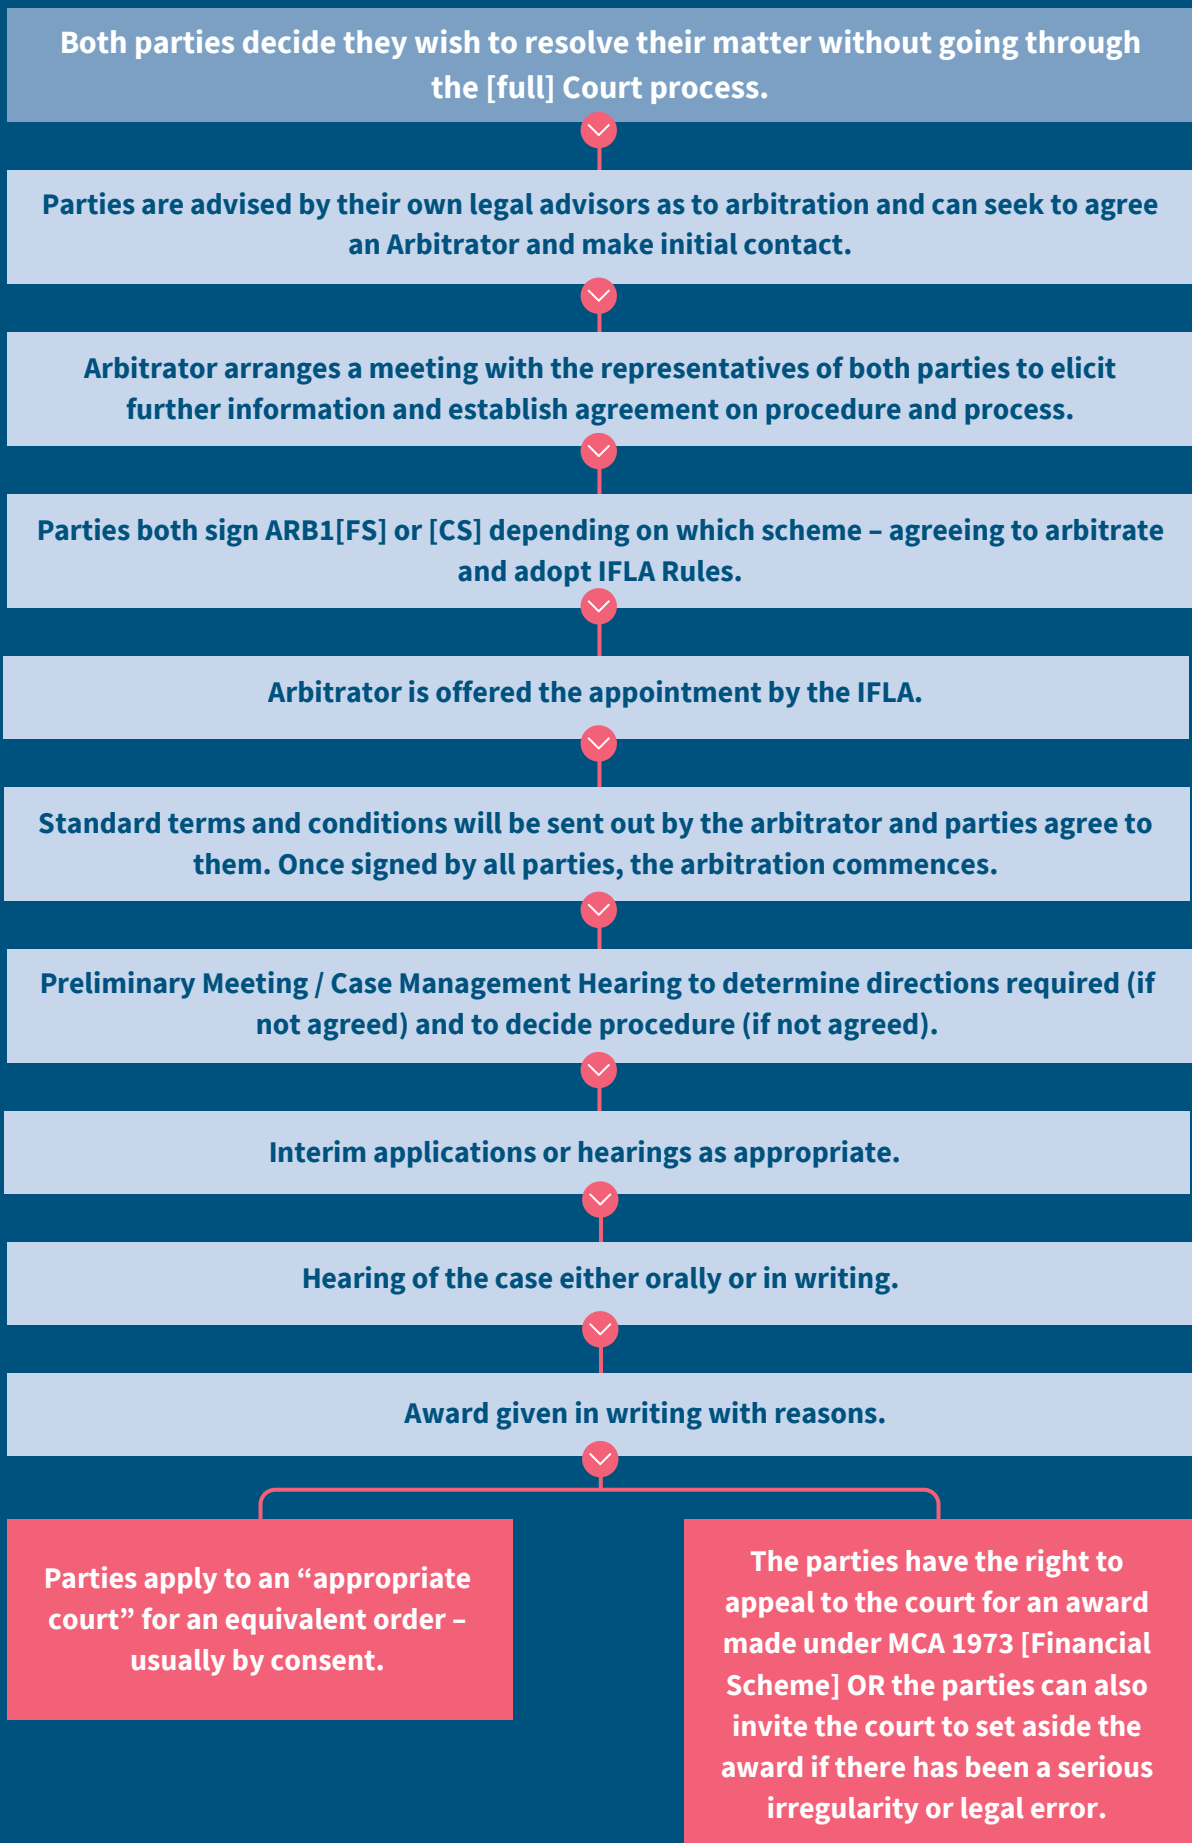 Both parties decide they wish to resolve their matter without going through
the [full] Court process.
Parties are advised by their own legal advisors as to arbitration and can seek to agree
an Arbitrator and make initial contact.
Arbitrator arranges a meeting with the representatives of both parties to elicit
further information and establish agreement on procedure and process.
Parties both sign ARB1[FS] or [CS] depending on which scheme – agreeing to arbitrate
and adopt IFLA Rules.
Arbitrator is offered the appointment by the IFLA.
Standard terms and conditions will be sent out by the arbitrator and parties agree to
them. Once signed by all parties, the arbitration commences.
Preliminary Meeting / Case Management Hearing to determine directions required (if
not agreed) and to decide procedure (if not agreed).
Interim applications or hearings as appropriate.
Hearing of the case either orally or in writing.
Award given in writing with reasons.
Parties apply to an “appropriate
court” for an equivalent order –
usually by consent.
The parties have the right to
appeal to the court for an award
made under MCA 1973 [Financial
Scheme] OR the parties can also
invite the court to set aside the
award if there has been a serious
irregularity or legal error.